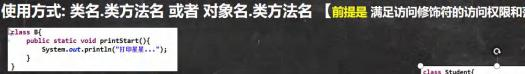 使用方式: 类名.类方法名 或者 对象名.类方法名 【前提是 满足访问修饰符的访问权限和
class B{
public static void printStart(){
System.out.println("打印星星...");
}
}
class Student{